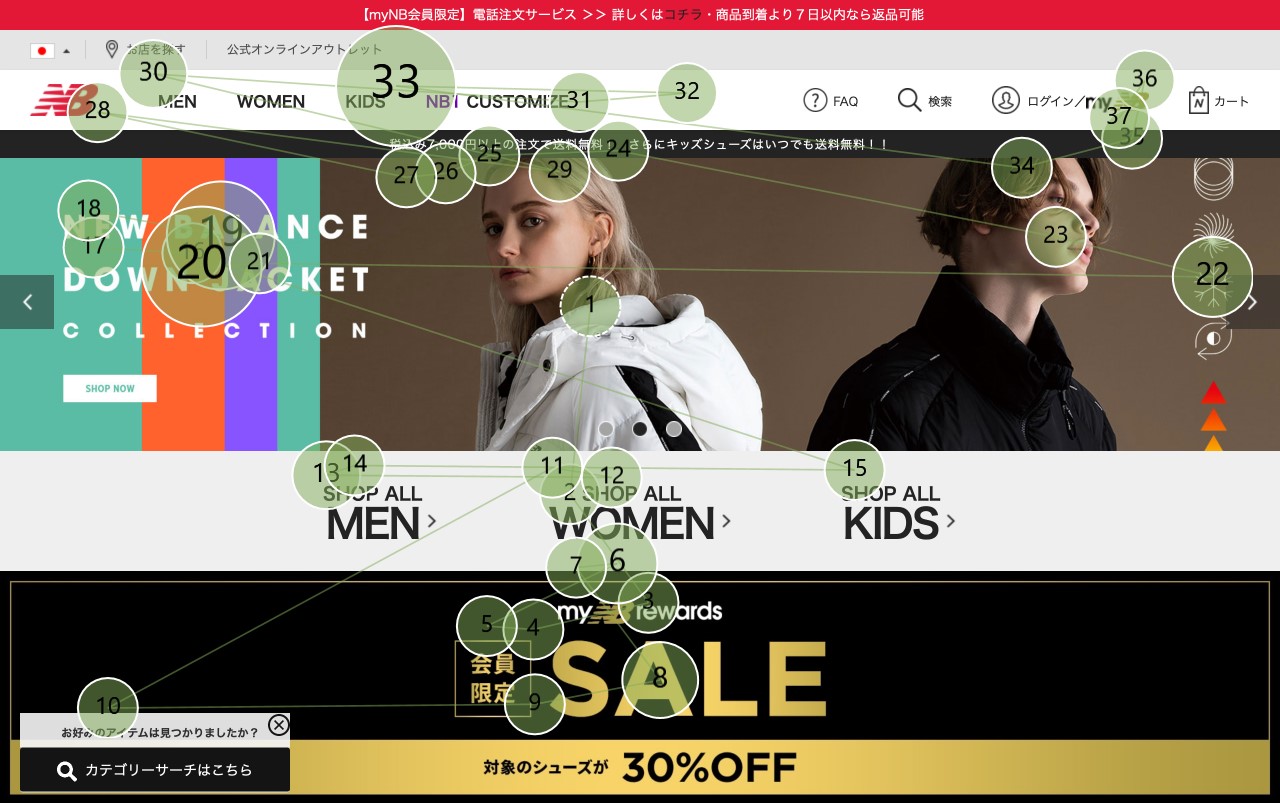 【myNB会員限定】電話注文サービス ＞＞ 詳しくはコチラ・商品到着より７日以内なら返品可能
お店を探す
公式オンラインアウトレット
MEN
WOMEN
KIDS
NB1 CUSTOMIZE
FAQ
検索
ログイン／my
カート
税込み7,000円以上の注文で送料無料！さらにキッズシューズはいつでも送料無料！！
NEW BALANCE
DOWN JACKET
COLLECTION
SHOP NOW
SHOP ALL
MEN
SHOP ALL
WOMEN
SHOP ALL
KIDS
my NB rewards
会員
限定
SALE
対象のシューズが 30%OFF
お好みのアイテムは見つかりましたか？
カテゴリーサーチはこちら
1
2
3
4
5
6
7
8
9
10
11
12
13
14
15
17
18
19
20
21
22
23
24
25
26
27
28
29
30
31
32
33
34
35
36
37